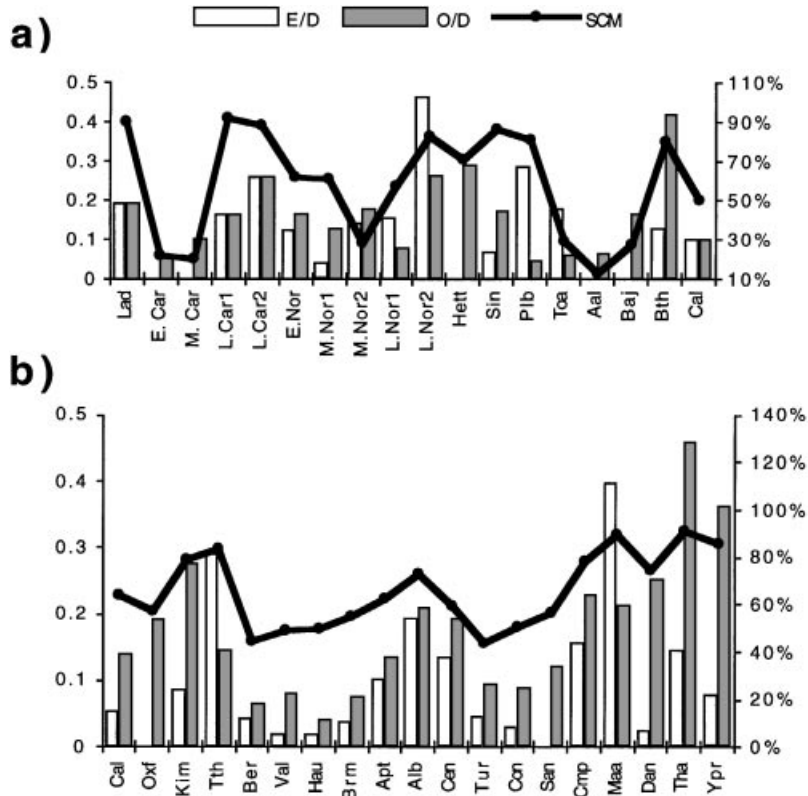 E/D O/D SCM
a)
0.5 110%
0.4 90%
0.3 70%
0.2 50%
0.1 30%
0 10%
Lad E. Car M. Car L.Car1 L.Car2 E.Nor M.Nor1 M.Nor2 L.Nor1 L.Nor2 Hett Sin Plb Toa Aal Baj Bth Cal
b)
0.5 140%
120%
0.4 100%
0.3 80%
0.2 60%
40%
0.1 20%
0 0%
Cal Oxf Kim Tth Ber Val Hau Brm Apt Alb Cen Tur Con San Cmp Maa Dan Tha Ypr